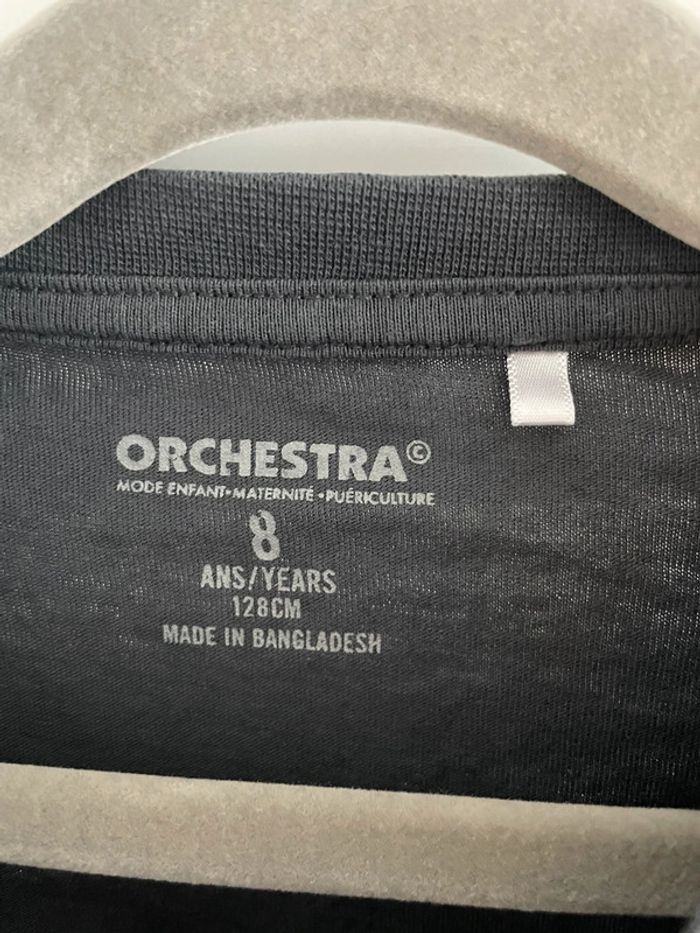 ORCHESTRA©
MODE ENFANT•MATERNITÉ•PUÉRICULTURE
8
ANS/YEARS
128CM
MADE IN BANGLADESH